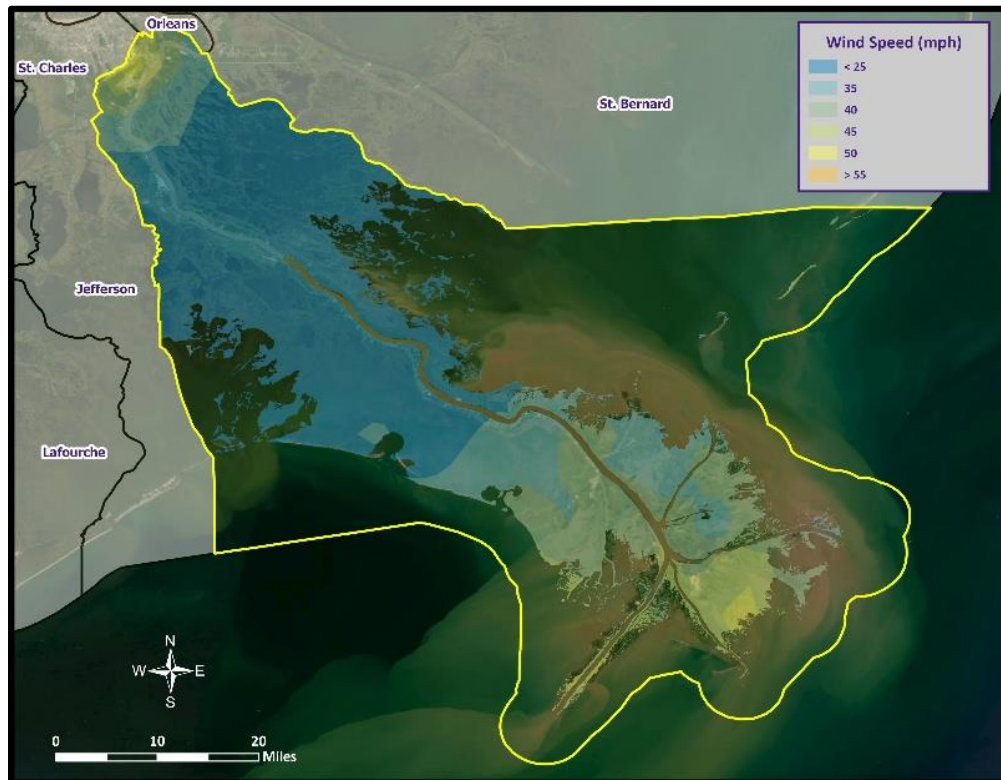 Orleans
St. Charles
Wind Speed (mph)
< 25
35
40
45
50
> 55
St. Bernard
Jefferson
Lafourche
N
W E
S
0 10 20
Miles